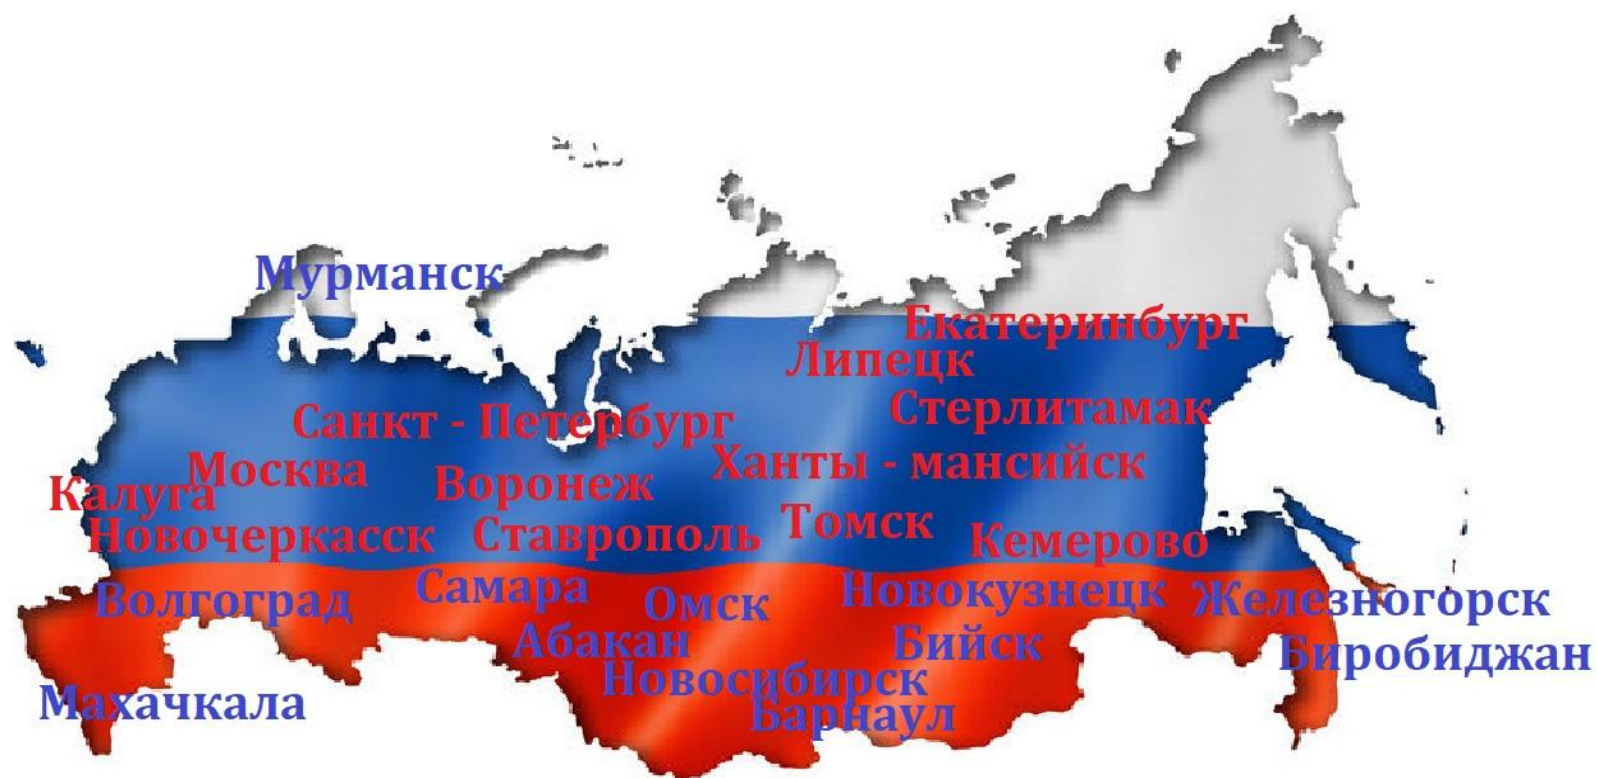 Мурманск
Екатеринбург
Липецк
Стерлитамак
Санкт - Петербург
Ханты - мансийск
Москва
Воронеж
Калуга
Новочеркасск
Ставрополь
Томск
Кемерово
Волгоград
Самара
Омск
Новокузнецк
Железногорск
Абакан
Бийск
Биробиджан
Новосибирск
Махачкала
Барнаул